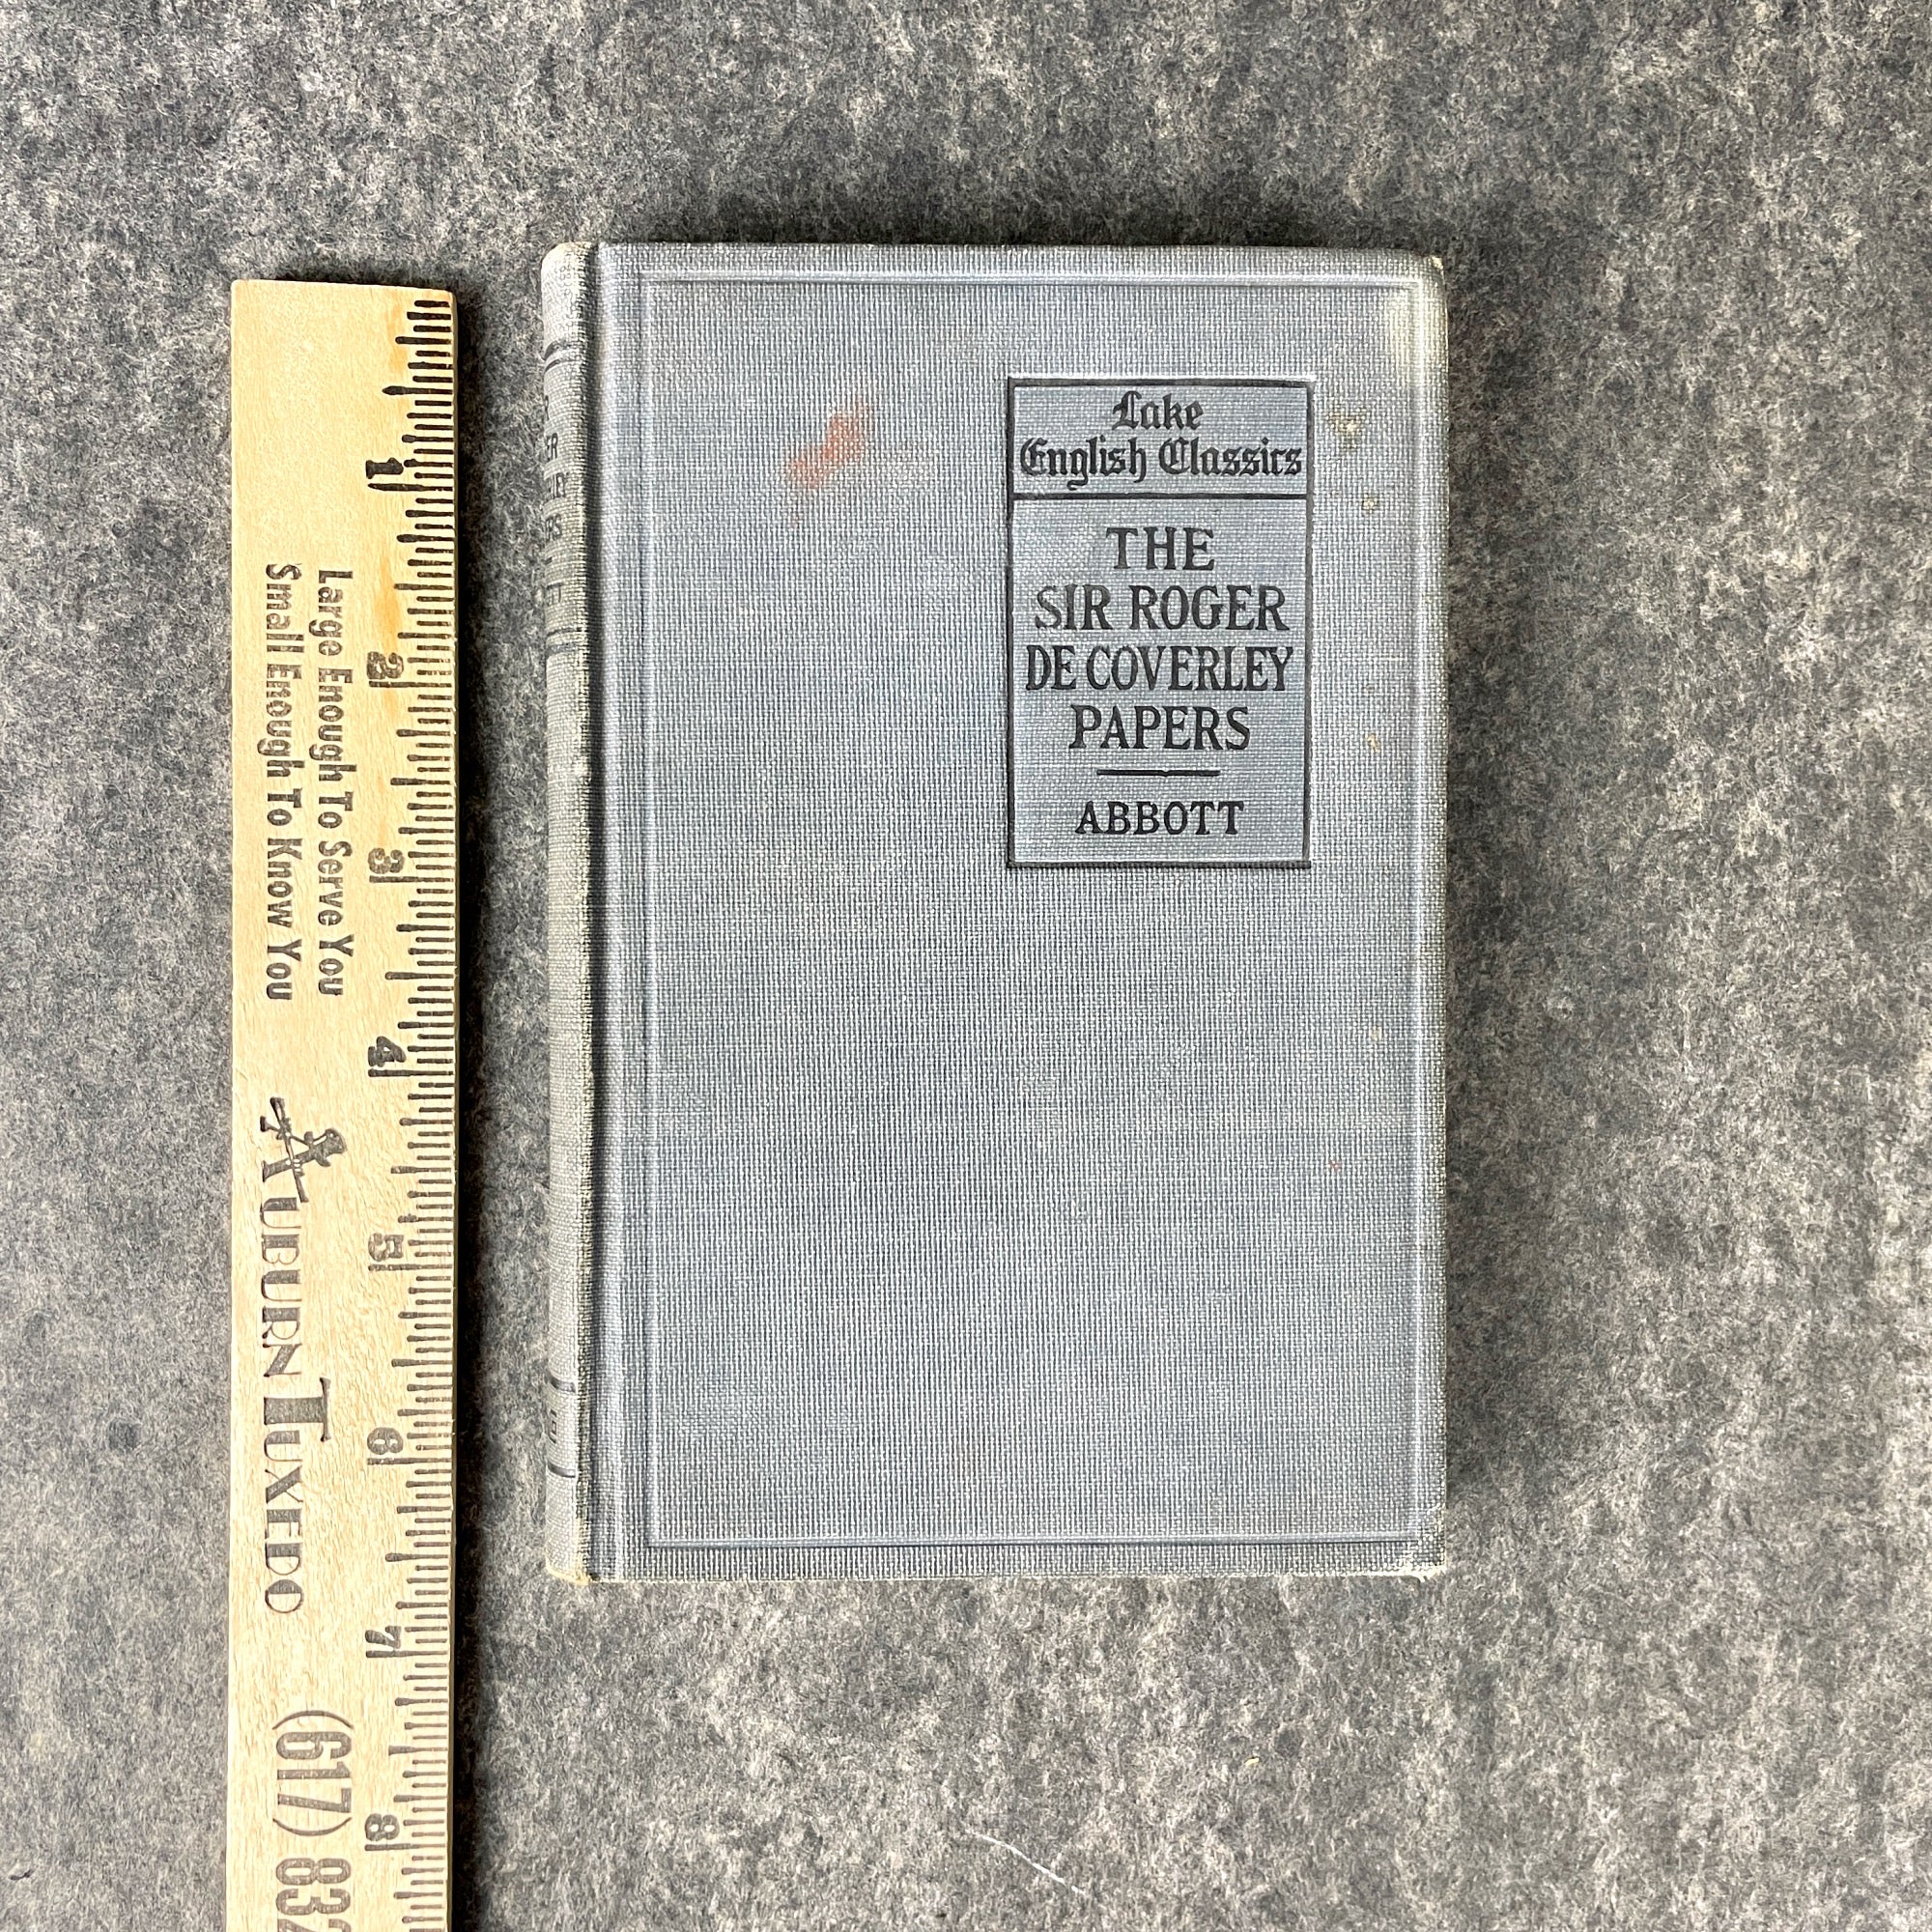 Lake
English Classics
THE
SIR ROGER
DE COVERLEY
PAPERS
ABBOTT
Large Enough To Serve You
Small Enough To Know You
AUBURN TUXEDO
(617) 832
1
2
3
4
5
6
7
8